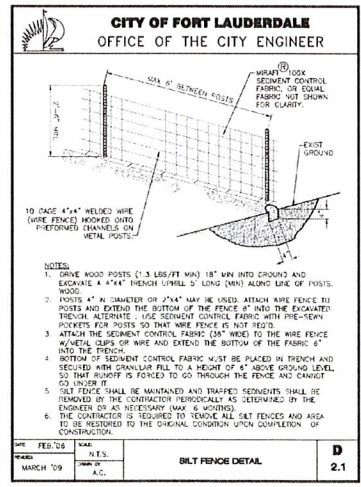 CITY OF FORT LAUDERDALE
OFFICE OF THE CITY ENGINEER
MAX 6' BETWEEN POSTS
MIRAFI® 100X
SEDIMENT CONTROL
FABRIC, OR EQUAL
FABRIC NOT SHOWN
FOR CLARITY.
EXIST
GROUND
10 GAGE 4"x4" WELDED WIRE
(WIRE FENCE) HOOKED ONTO
PREFORMED CHANNELS ON
METAL POSTS.
4"
NOTES:
1. DRIVE WOOD POSTS (1.3 LBS/FT MIN) 18" MIN INTO GROUND AND
EXCAVATE A 4"X4" TRENCH UPHILL 5' LONG (MIN) ALONG LINE OF POSTS.
WOOD.
2. POSTS 4" IN DIAMETER OR 2"X4" MAY BE USED. ATTACH WIRE FENCE TO
POSTS AND EXTEND THE BOTTOM OF THE FENCE 8" INTO THE EXCAVATED
TRENCH. ALTERNATE : USE SEDIMENT CONTROL FABRIC WITH PRE-SEWN
POCKETS FOR POSTS SO THAT WIRE FENCE IS NOT REQ'D.
3. ATTACH THE SEDIMENT CONTROL FABRIC (36" WIDE) TO THE WIRE FENCE
W/METAL CLIPS OR WIRE AND EXTEND THE BOTTOM OF THE FABRIC 6"
INTO THE TRENCH.
4. BOTTOM OF SEDIMENT CONTROL FABRIC MUST BE PLACED IN TRENCH AND
SECURED WITH GRANULAR FILL TO A HEIGHT OF 6" ABOVE GROUND LEVEL,
SO THAT RUNOFF IS FORCED TO GO THROUGH THE FENCE AND CANNOT
GO UNDER IT.
5 SILT FENCE SHALL BE MAINTAINED AND TRAPPED SEDIMENTS SHALL BE
REMOVED BY THE CONTRACTOR PERIODICALLY AS DETERMINED BY THE
ENGINEER OR AS NECESSARY (MAX 6 MONTHS).
6. THE CONTRACTOR IS REQUIRED TO REMOVE ALL SILT FENCES AND AREA
TO BE RESTORED TO THE ORIGINAL CONDITION UPON COMPLETION OF
CONSTRUCTION.
DATE FEB.'06
REVISED MARCH '09
SCALE N.T.S.
DRAWN BY A.C.
SILT FENCE DETAIL
D
2.1